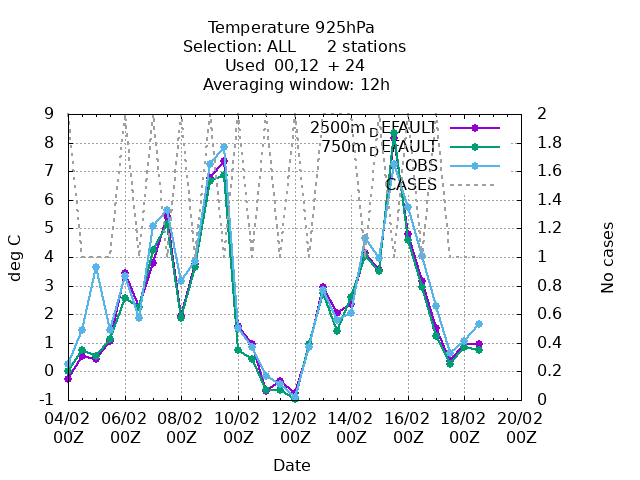 Temperature 925hPa
Selection: ALL 2 stations
Used 00,12 + 24
Averaging window: 12h
9 2
8 1.8
7 1.6
6 1.4
5 1.2
4 1
3 0.8
2 0.6
1 0.4
0 0.2
-1 0
deg C
No cases
2500m DEFAULT
750m DEFAULT
OBS
CASES
04/02 06/02 08/02 10/02 12/02 14/02 16/02 18/02 20/02
00Z 00Z 00Z 00Z 00Z 00Z 00Z 00Z 00Z
Date